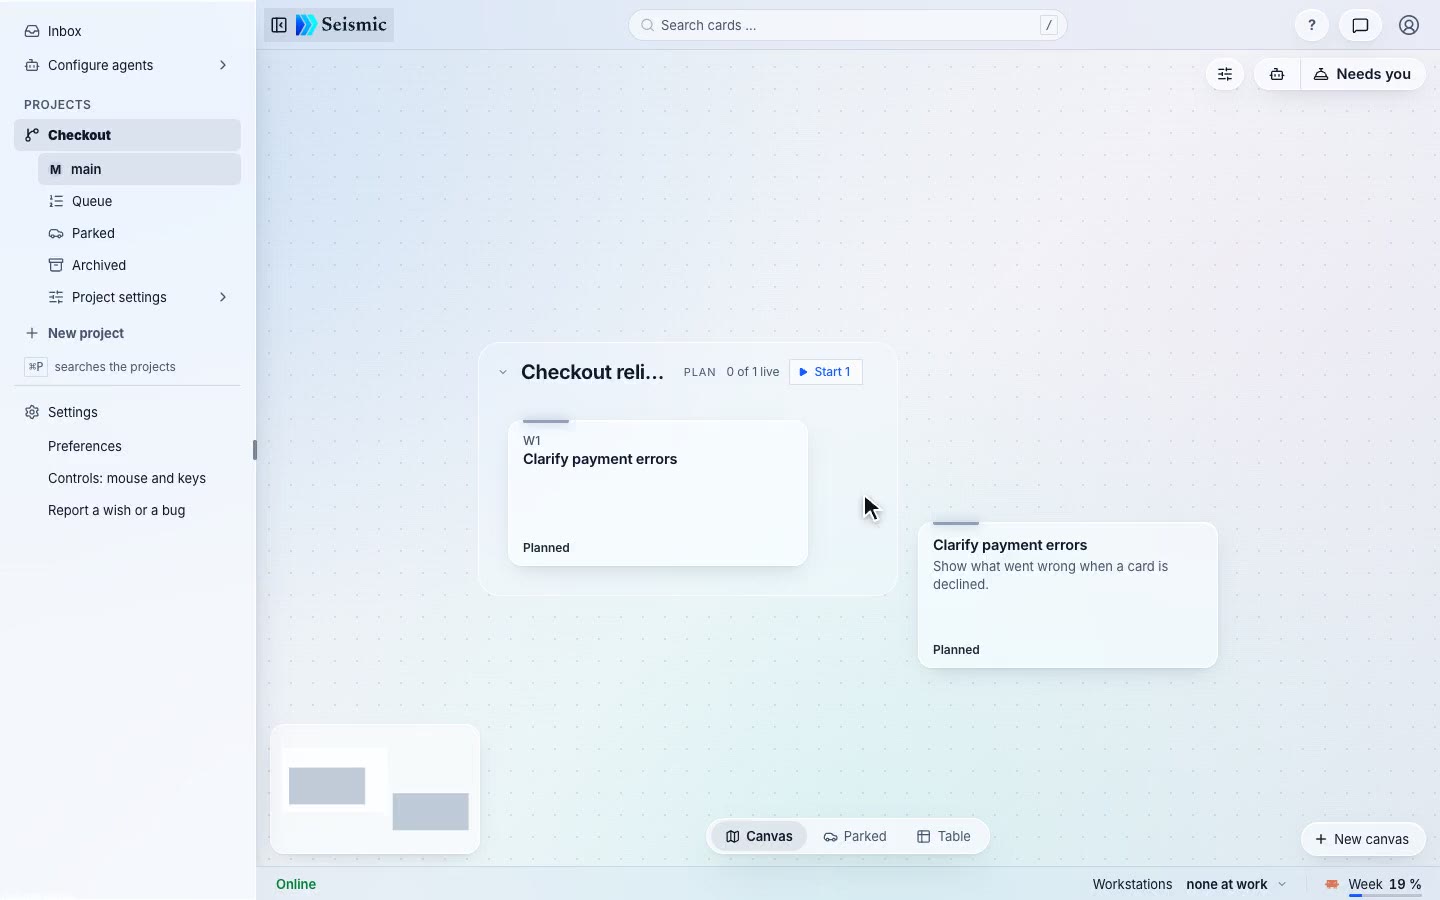 Inbox
Configure agents
PROJECTS
Checkout
M main
Queue
Parked
Archived
Project settings
New project
⌘P searches the projects
Settings
Preferences
Controls: mouse and keys
Report a wish or a bug
Seismic
Search cards ...
/
?
Needs you
Checkout reli...
PLAN 0 of 1 live
Start 1
W1
Clarify payment errors
Planned
Clarify payment errors
Show what went wrong when a card is
declined.
Planned
Canvas
Parked
Table
New canvas
Online
Workstations none at work
Week 19 %